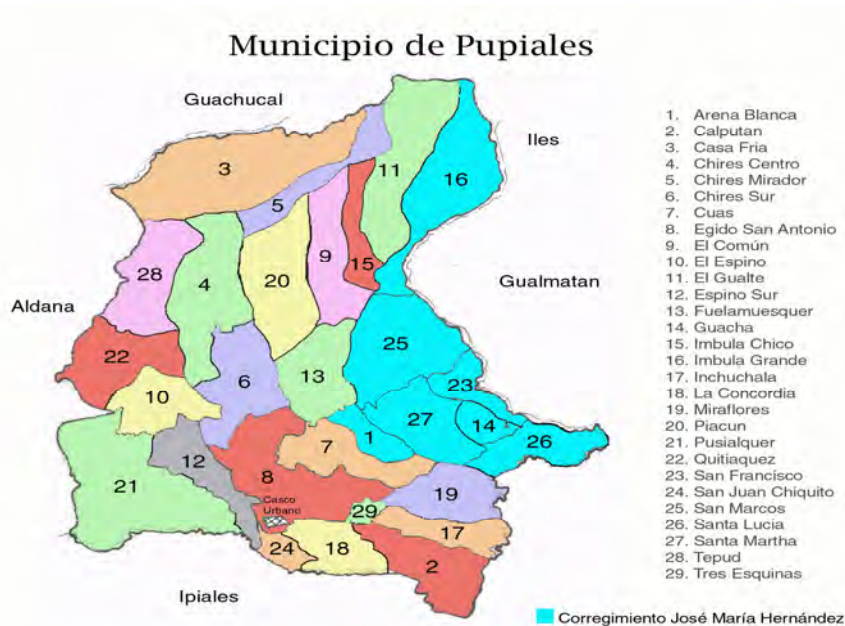 Municipio de Pupiales
Guachucal
Iles
Gualmatan
Aldana
Ipiales
3
11
16
5
9
15
28
4
20
25
22
6
13
23
10
27
14
1
26
7
12
8
21
19
Casco
Urbano
29
17
24
18
2
1. Arena Blanca
2. Calputan
3. Casa Fria
4. Chires Centro
5. Chires Mirador
6. Chires Sur
7. Cuas
8. Egido San Antonio
9. El Común
10. El Espino
11. El Gualte
12. Espino Sur
13. Fuelamuesquer
14. Guacha
15. Imbula Chico
16. Imbula Grande
17. Inchuchala
18. La Concordia
19. Miraflores
20. Piacun
21. Pusialquer
22. Quitiaquez
23. San Francisco
24. San Juan Chiquito
25. San Marcos
26. Santa Lucia
27. Santa Martha
28. Tepud
29. Tres Esquinas
Corregimiento José María Hernández